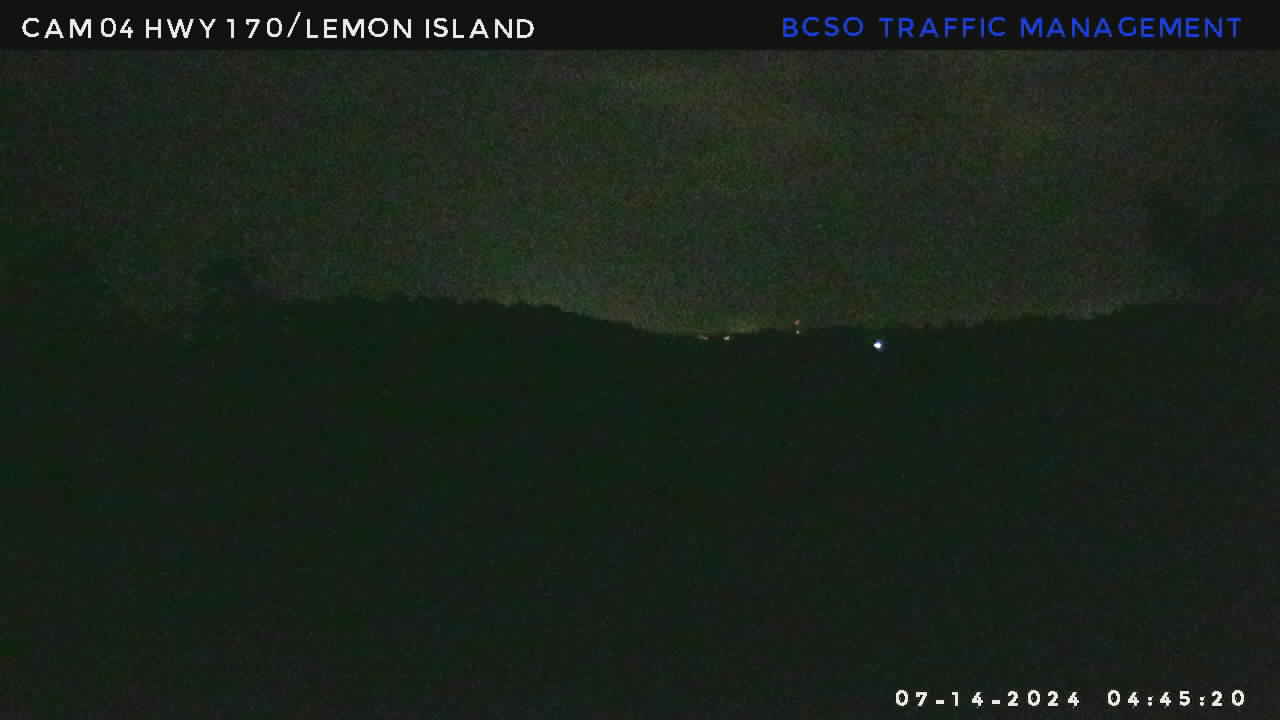 CAM04 HWY 170/LEMON ISLAND
BCSO TRAFFIC MANAGEMENT
07-14-2024 04:45:20